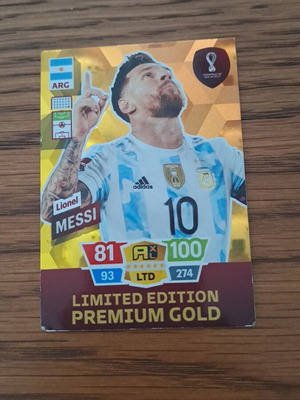 ARG
Lionel
MESSI
adidas
10
81
100
93
LTD
274
LIMITED EDITION
PREMIUM GOLD